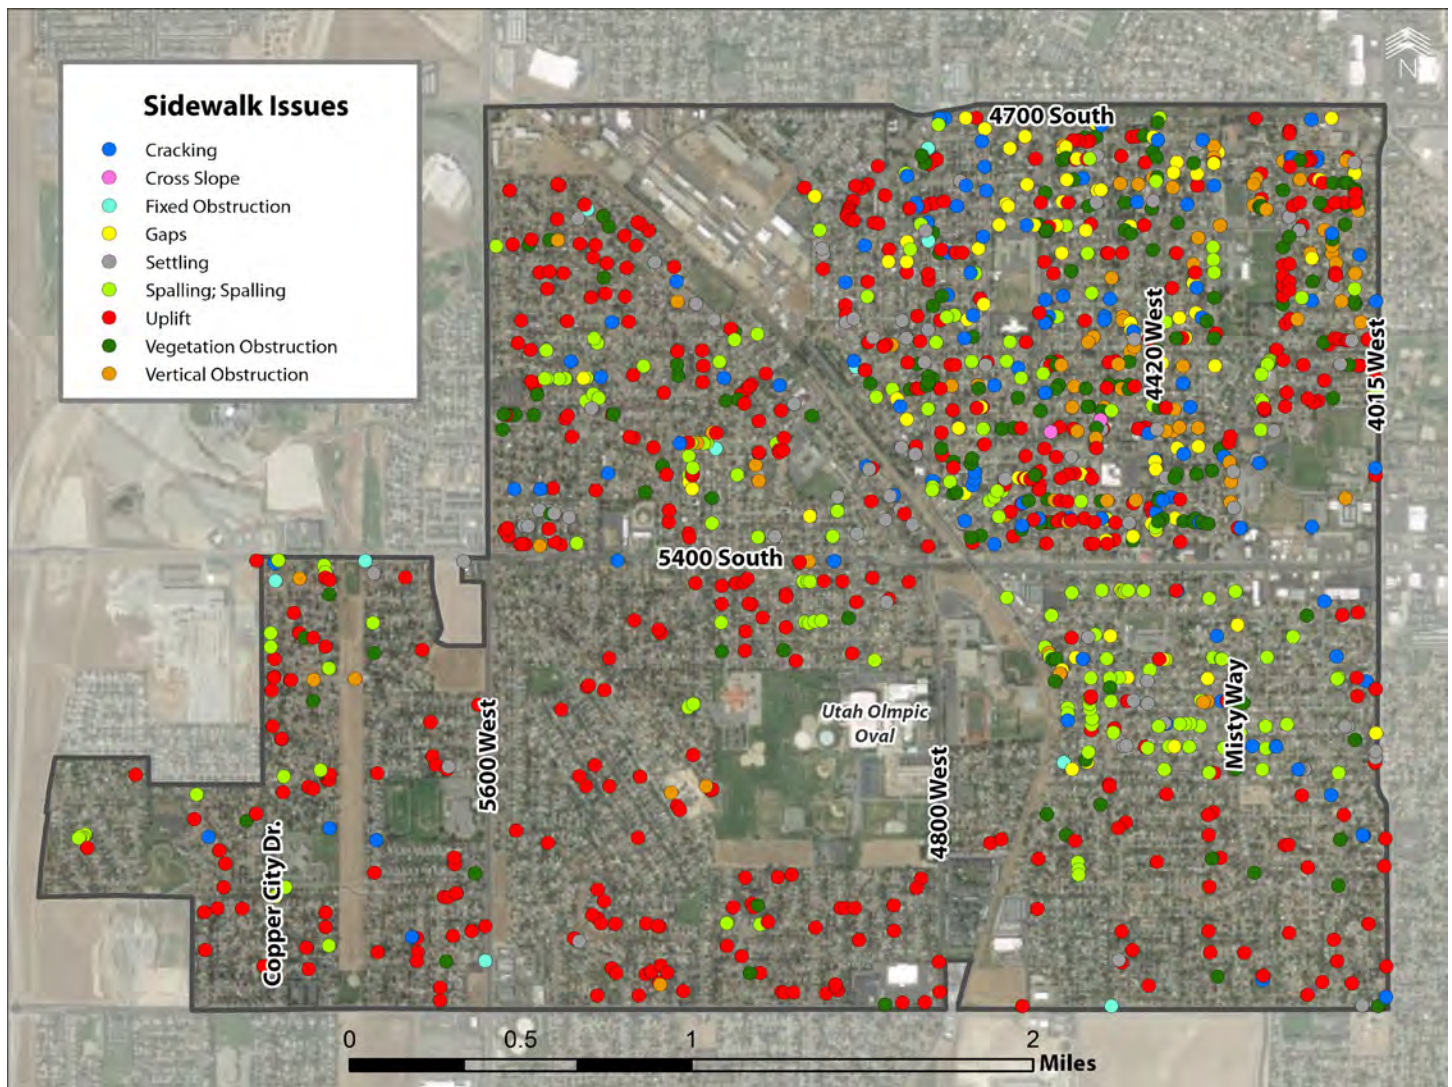 Sidewalk Issues
Cracking
Cross Slope
Fixed Obstruction
Gaps
Settling
Spalling; Spalling
Uplift
Vegetation Obstruction
Vertical Obstruction
N
4700 South
4420 West
4015 West
5400 South
5600 West
Utah Olmpic
Oval
4800 West
Misty Way
Copper City Dr.
0
0.5
1
2
Miles